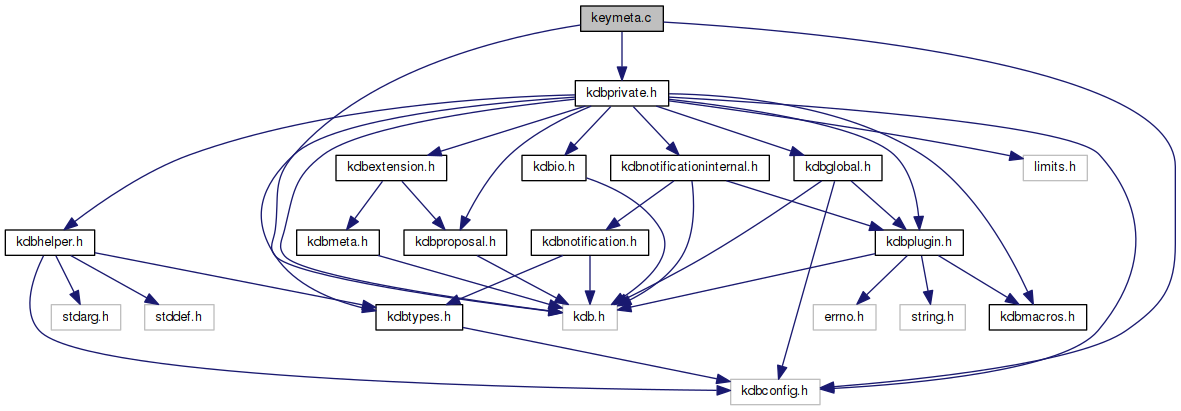 keymeta.c
kdbprivate.h
kdbextension.h
kdbio.h
kdbnotificationinternal.h
kdbglobal.h
limits.h
kdbhelper.h
kdbmeta.h
kdbproposal.h
kdbnotification.h
kdbplugin.h
stdarg.h
stddef.h
kdbtypes.h
kdb.h
errno.h
string.h
kdbmacros.h
kdbconfig.h